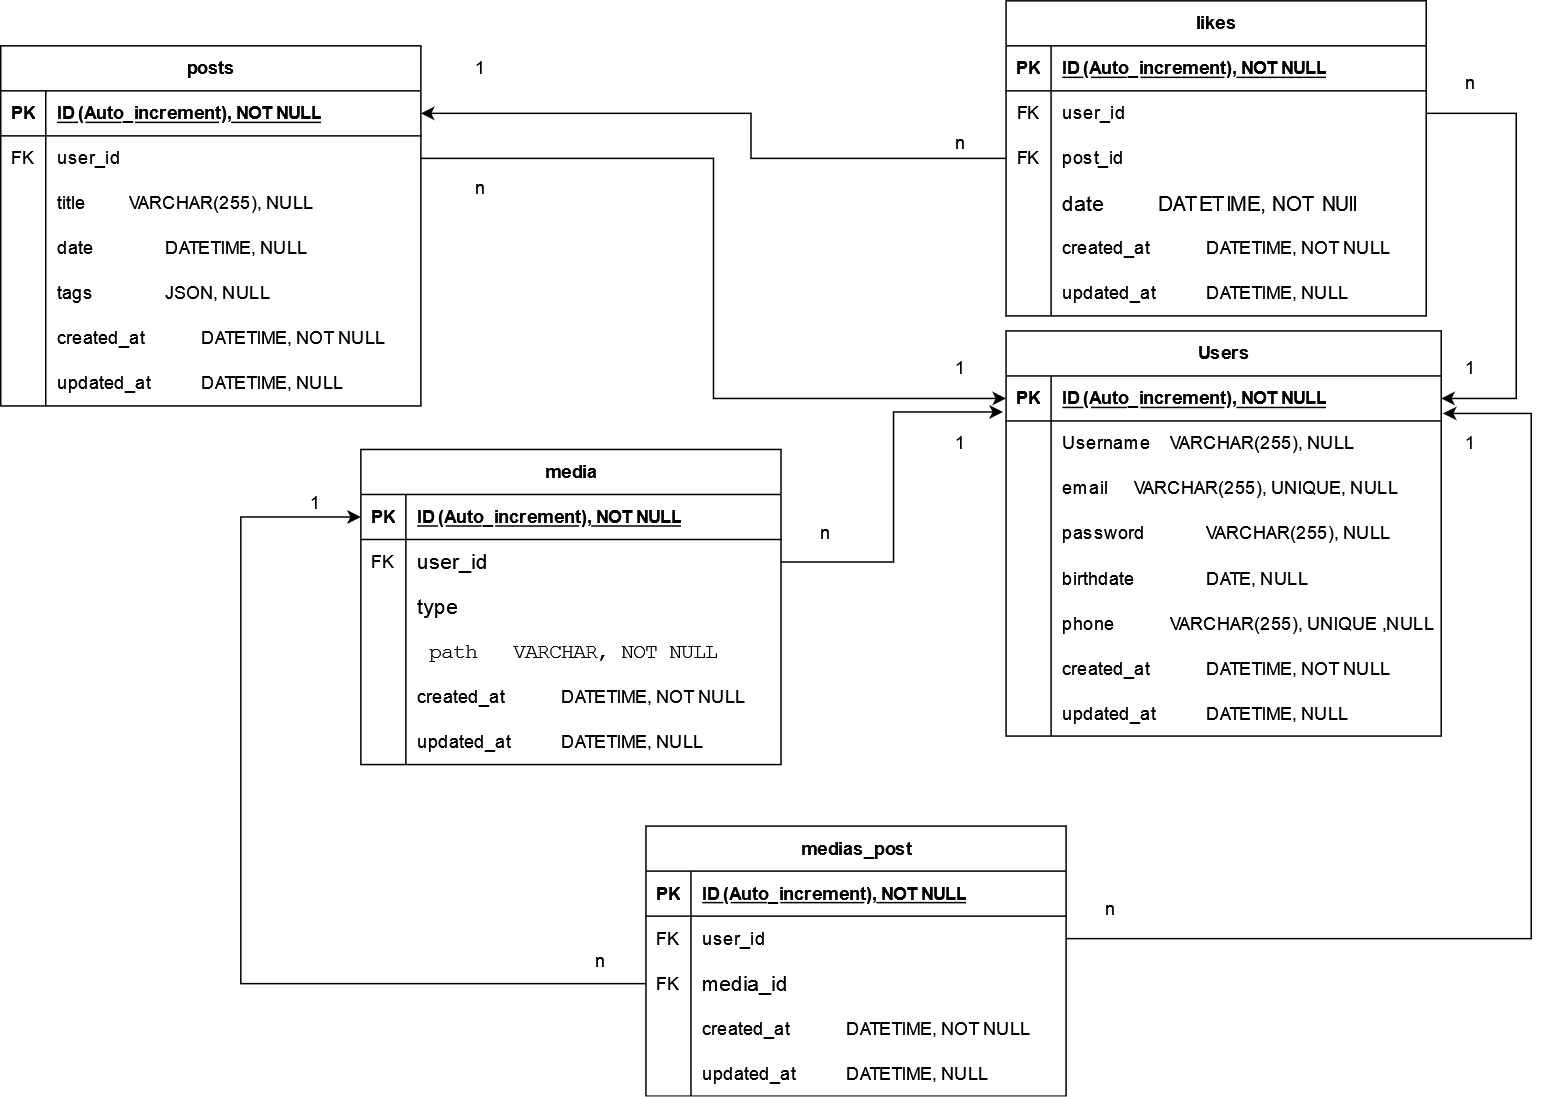 likes
PK ID (Auto_increment), NOT NULL
FK user_id
FK post_id
date DATETIME, NOT NUll
created_at DATETIME, NOT NULL
updated_at DATETIME, NULL
posts
PK ID (Auto_increment), NOT NULL
FK user_id
title VARCHAR(255), NULL
date DATETIME, NULL
tags JSON, NULL
created_at DATETIME, NOT NULL
updated_at DATETIME, NULL
1
n
n
n
Users
PK ID (Auto_increment), NOT NULL
Username VARCHAR(255), NULL
email VARCHAR(255), UNIQUE, NULL
password VARCHAR(255), NULL
birthdate DATE, NULL
phone VARCHAR(255), UNIQUE ,NULL
created_at DATETIME, NOT NULL
updated_at DATETIME, NULL
1
1
1
1
media
PK ID (Auto_increment), NOT NULL
FK user_id
type
path VARCHAR, NOT NULL
created_at DATETIME, NOT NULL
updated_at DATETIME, NULL
1
n
medias_post
PK ID (Auto_increment), NOT NULL
FK user_id
FK media_id
created_at DATETIME, NOT NULL
updated_at DATETIME, NULL
n
n